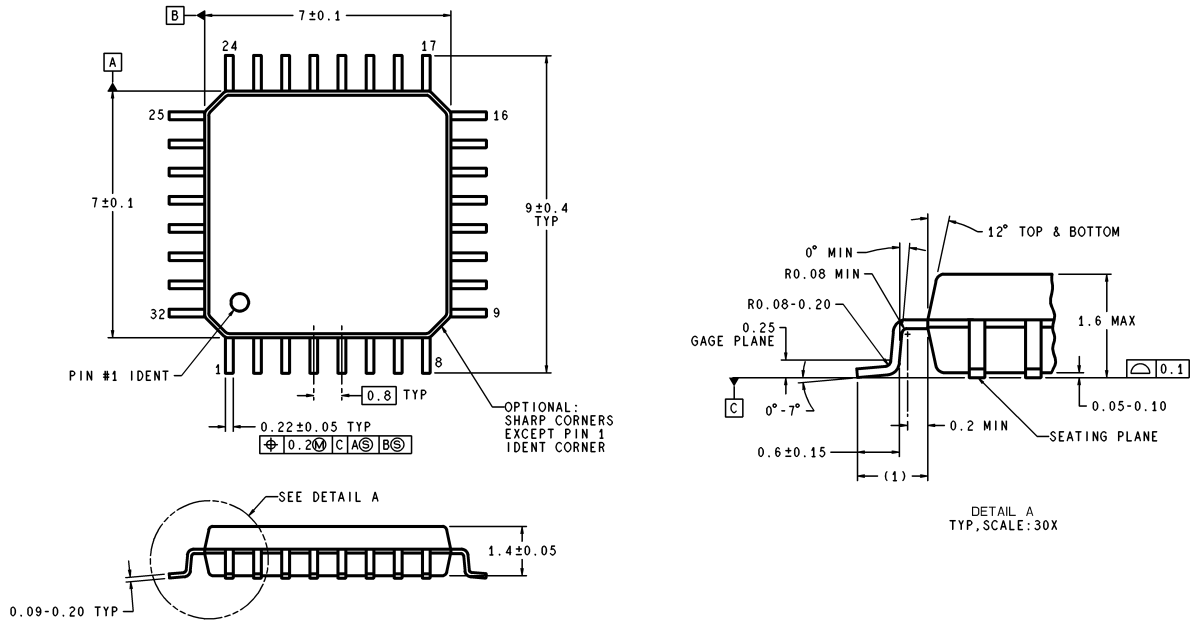 B
7±0.1
24
17
A
25
16
7±0.1
9±0.4
TYP
32
9
1
8
PIN #1 IDENT
0.8 TYP
0.22±0.05 TYP
⌖ 0.2Ⓜ C AⓈ BⓈ
OPTIONAL:
SHARP CORNERS
EXCEPT PIN 1
IDENT CORNER
SEE DETAIL A
1.4±0.05
0.09-0.20 TYP
12° TOP & BOTTOM
0° MIN
R0.08 MIN
R0.08-0.20
0.25
GAGE PLANE
1.6 MAX
⌓ 0.1
C
0°-7°
0.05-0.10
0.2 MIN
SEATING PLANE
0.6±0.15
(1)
DETAIL A
TYP,SCALE:30X